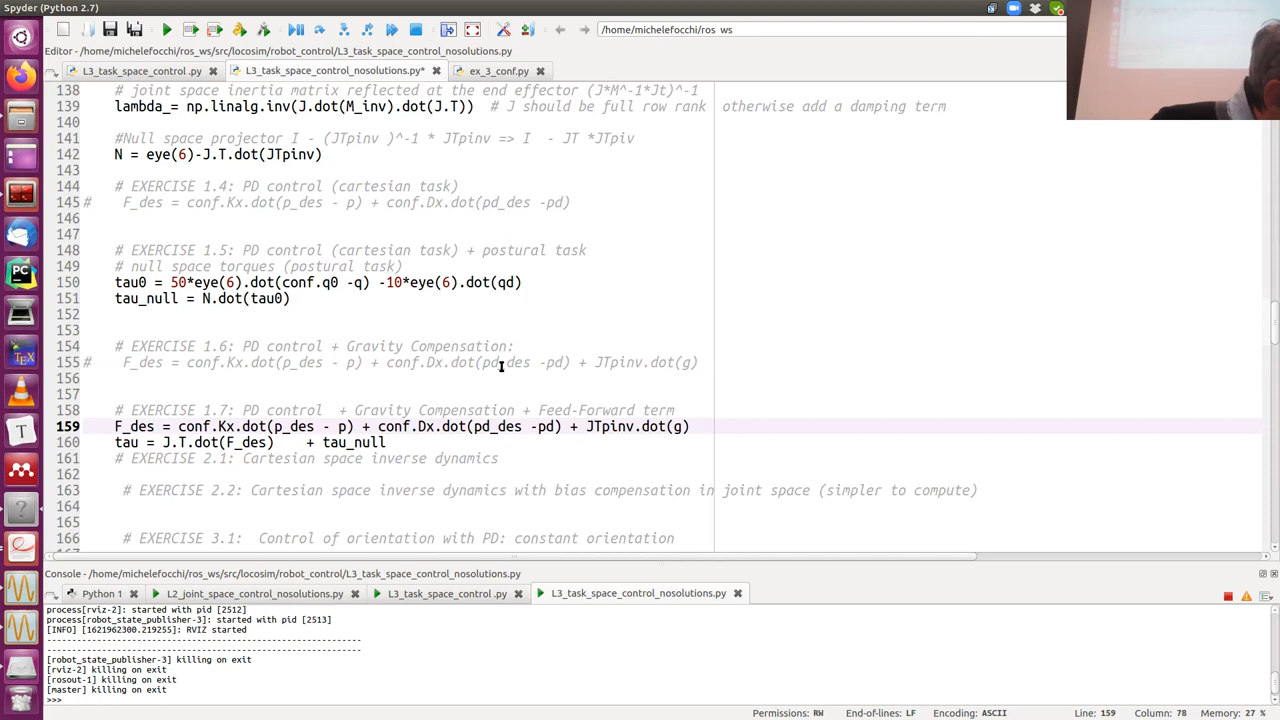 Spyder (Python 2.7)
/home/michelefocchi/ros_ws
Editor - /home/michelefocchi/ros_ws/src/locosim/robot_control/L3_task_space_control_nosolutions.py
L3_task_space_control .py
L3_task_space_control_nosolutions.py*
ex_3_conf.py
138 # joint space inertia matrix reflected at the end effector (J*M^-1*Jt)^-1
139 lambda_= np.linalg.inv(J.dot(M_inv).dot(J.T)) # J should be full row rank otherwise add a damping term
140
141 #Null space projector I - (JTpinv )^-1 * JTpinv => I - JT *JTpiv
142 N = eye(6)-J.T.dot(JTpinv)
143
144 # EXERCISE 1.4: PD control (cartesian task)
145 # F_des = conf.Kx.dot(p_des - p) + conf.Dx.dot(pd_des -pd)
146
147
148 # EXERCISE 1.5: PD control (cartesian task) + postural task
149 # null space torques (postural task)
150 tau0 = 50*eye(6).dot(conf.q0 -q) -10*eye(6).dot(qd)
151 tau_null = N.dot(tau0)
152
153
154 # EXERCISE 1.6: PD control + Gravity Compensation:
155 # F_des = conf.Kx.dot(p_des - p) + conf.Dx.dot(pd_des -pd) + JTpinv.dot(g)
156
157
158 # EXERCISE 1.7: PD control + Gravity Compensation + Feed-Forward term
159 F_des = conf.Kx.dot(p_des - p) + conf.Dx.dot(pd_des -pd) + JTpinv.dot(g)
160 tau = J.T.dot(F_des) + tau_null
161 # EXERCISE 2.1: Cartesian space inverse dynamics
162
163 # EXERCISE 2.2: Cartesian space inverse dynamics with bias compensation in joint space (simpler to compute)
164
165
166 # EXERCISE 3.1: Control of orientation with PD: constant orientation
Console - /home/michelefocchi/ros_ws/src/locosim/robot_control/L3_task_space_control_nosolutions.py
Python 1
L2_joint_space_control_nosolutions.py
L3_task_space_control .py
L3_task_space_control_nosolutions.py
process[rviz-2]: started with pid [2512]
process[robot_state_publisher-3]: started with pid [2513]
[INFO] [1621962300.219255]: RVIZ started
--------------------------------------------------------------
--------------------------------------------------------------
[robot_state_publisher-3] killing on exit
[rviz-2] killing on exit
[rosout-1] killing on exit
[master] killing on exit
>>>
Permissions: RW End-of-lines: LF Encoding: ASCII Line: 159 Column: 78 Memory: 27 %